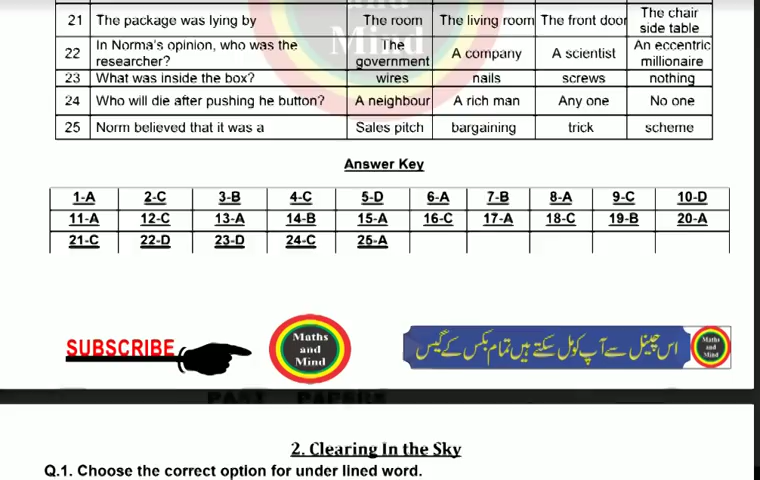 21 The package was lying by The room The living room The front door The chair side table
22 In Norma's opinion, who was the researcher? The government A company A scientist An eccentric millionaire
23 What was inside the box? wires nails screws nothing
24 Who will die after pushing he button? A neighbour A rich man Any one No one
25 Norm believed that it was a Sales pitch bargaining trick scheme
and
Mind
Answer Key
1-A 2-C 3-B 4-C 5-D 6-A 7-B 8-A 9-C 10-D
11-A 12-C 13-A 14-B 15-A 16-C 17-A 18-C 19-B 20-A
21-C 22-D 23-D 24-C 25-A
SUBSCRIBE
Maths
and
Mind
اس چینل سے آپ کو مل سکتے ہیں تمام بکس کے گیس
Maths
and
Mind
PAST PAPERS
2. Clearing In the Sky
Q.1. Choose the correct option for under lined word.